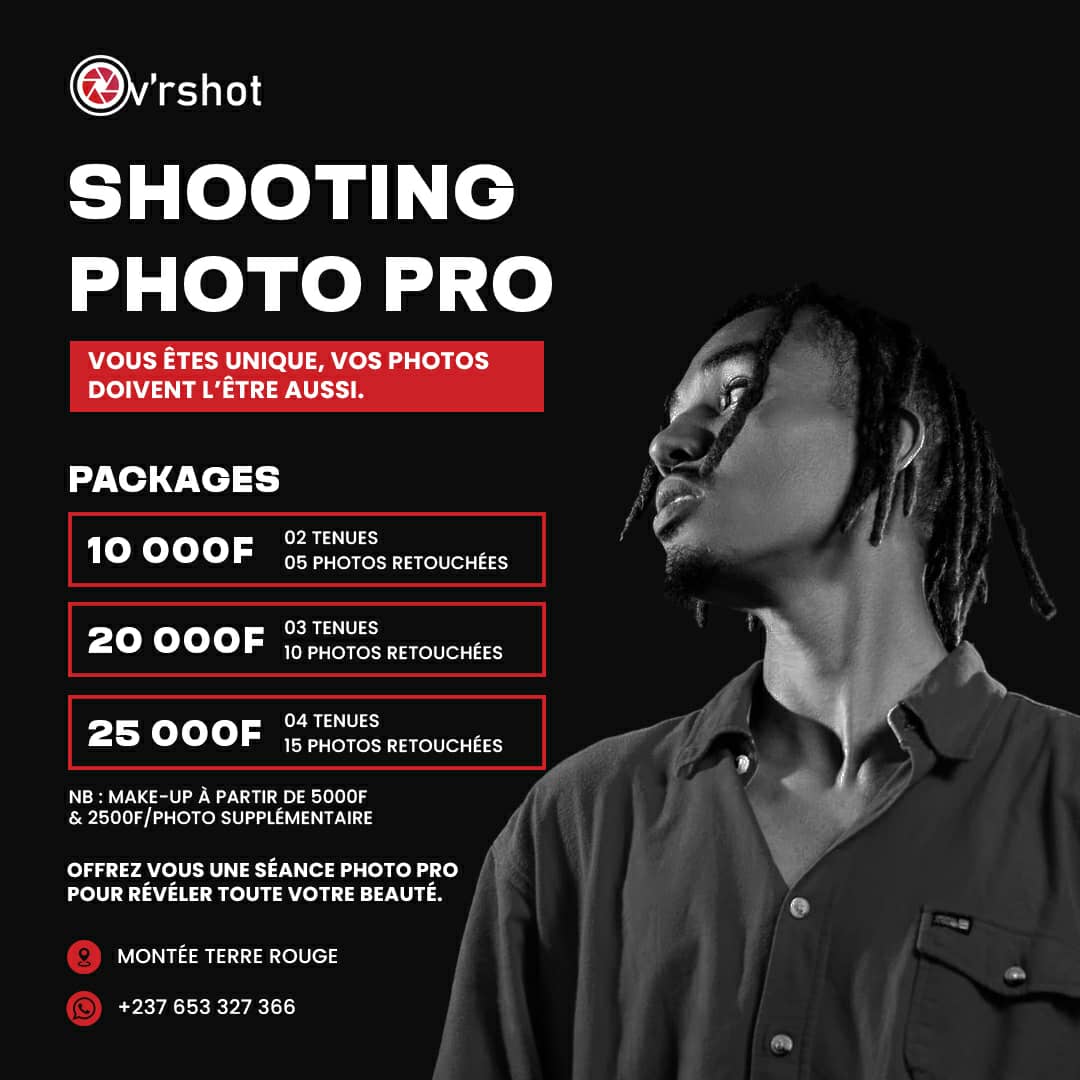 v'rshot
SHOOTING
PHOTO PRO
VOUS ÊTES UNIQUE, VOS PHOTOS
DOIVENT L'ÊTRE AUSSI.
PACKAGES
10 000F
02 TENUES
05 PHOTOS RETOUCHÉES
20 000F
03 TENUES
10 PHOTOS RETOUCHÉES
25 000F
04 TENUES
15 PHOTOS RETOUCHÉES
NB : MAKE-UP À PARTIR DE 5000F
& 2500F/PHOTO SUPPLÉMENTAIRE
OFFREZ VOUS UNE SÉANCE PHOTO PRO
POUR RÉVÉLER TOUTE VOTRE BEAUTÉ.
MONTÉE TERRE ROUGE
+237 653 327 366